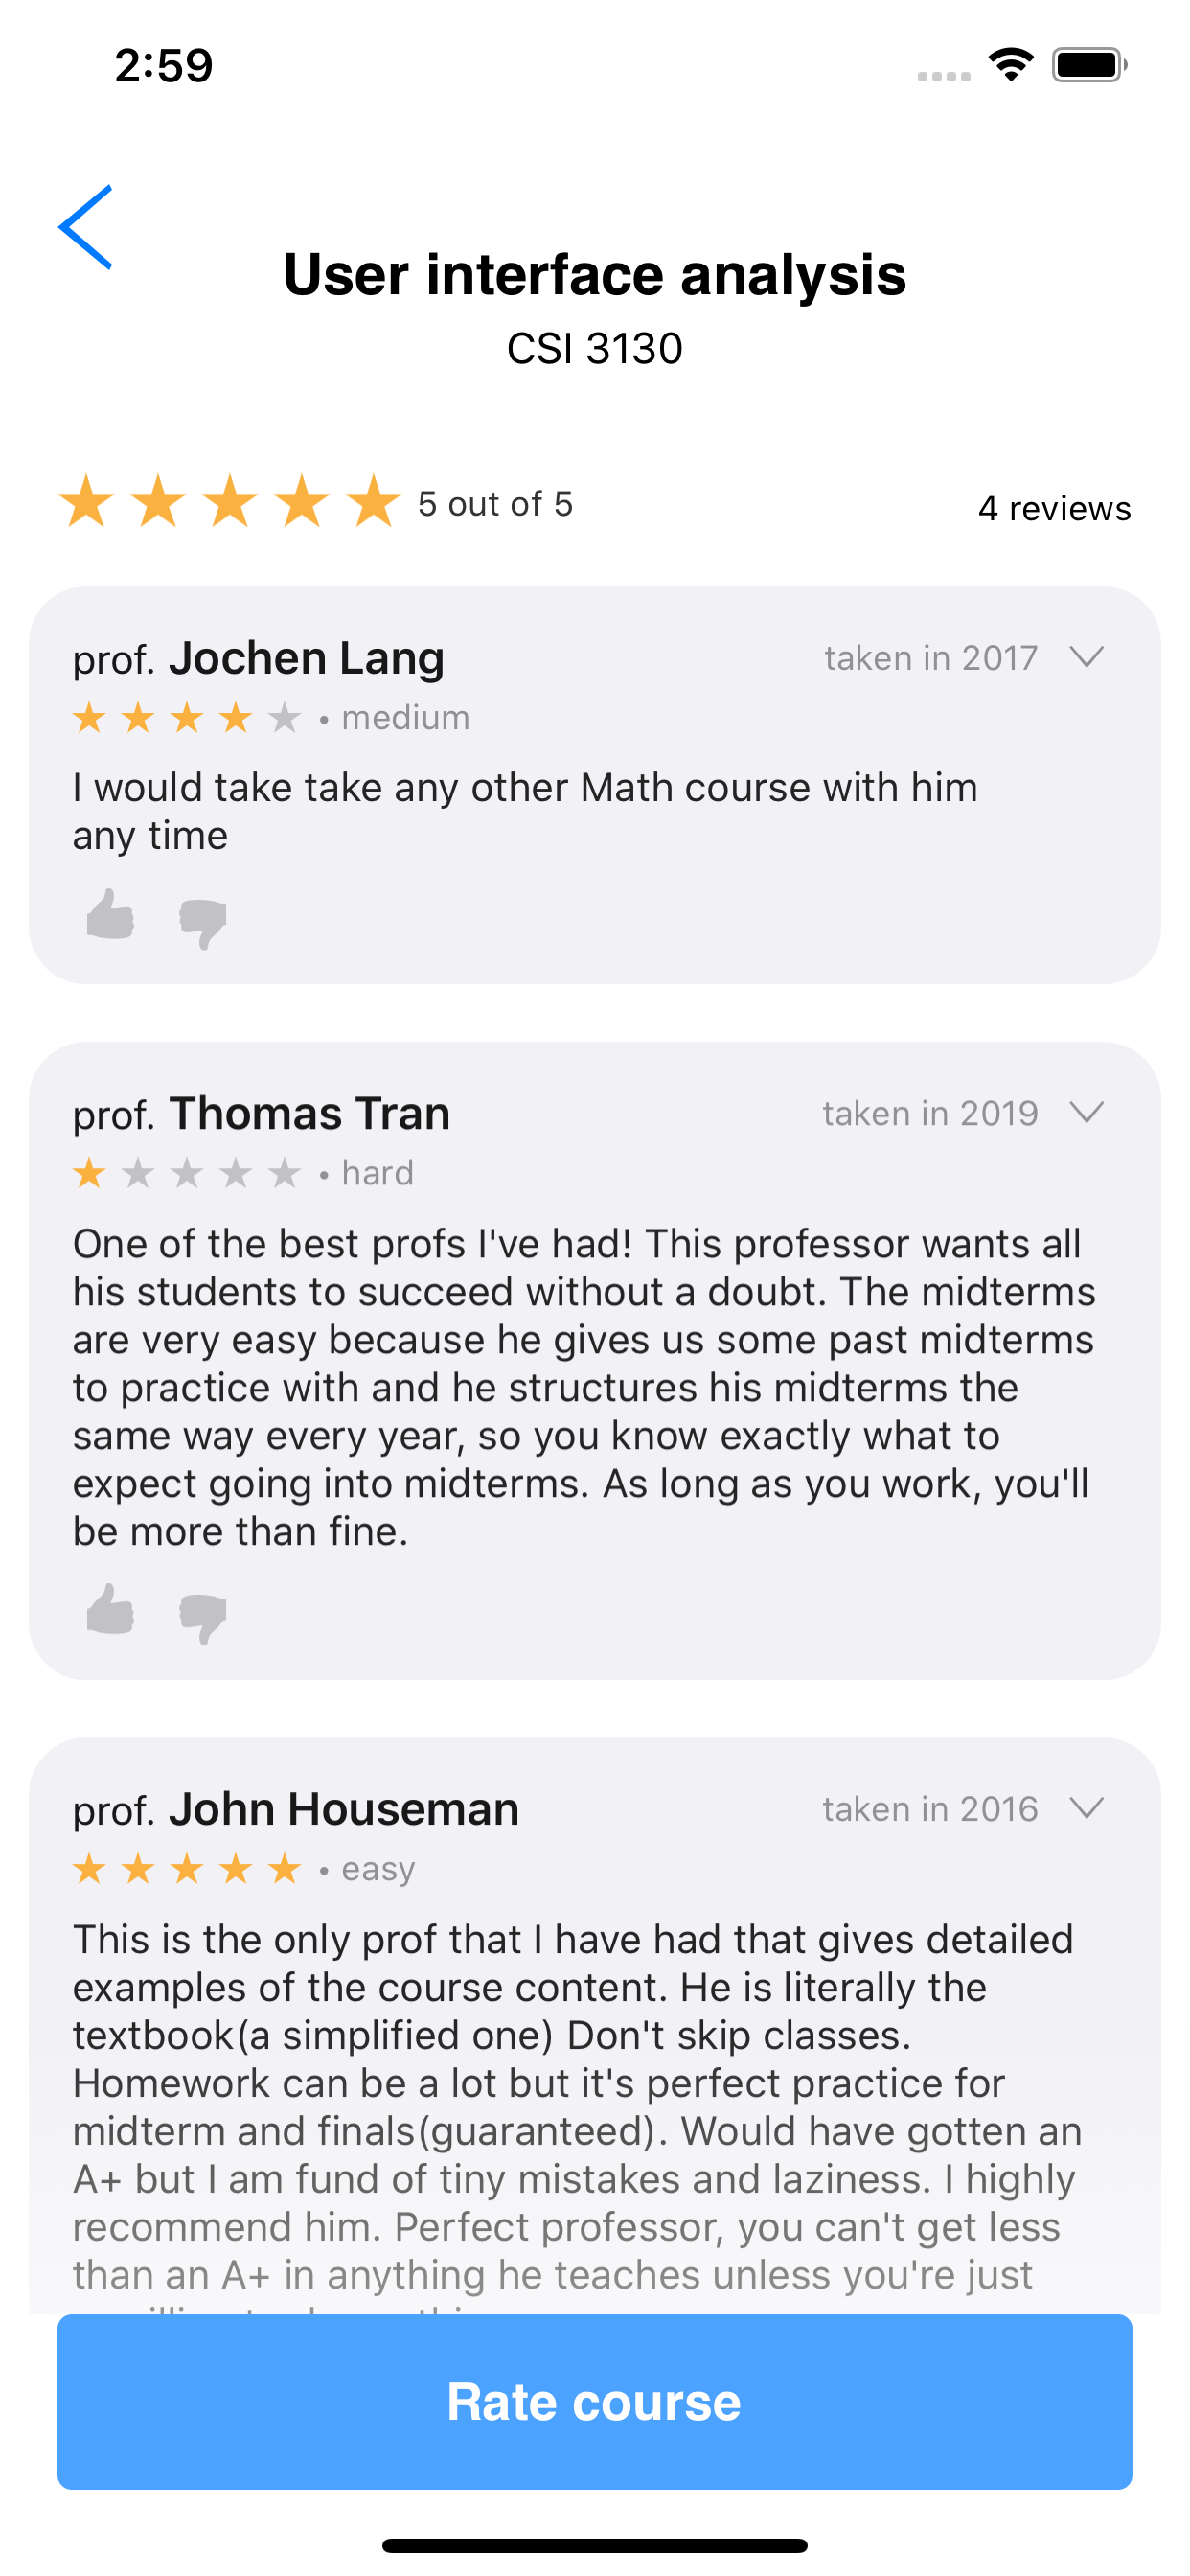 2:59
User interface analysis
CSI 3130
5 out of 5
4 reviews
prof. Jochen Lang
taken in 2017
• medium
I would take take any other Math course with him
any time
prof. Thomas Tran
taken in 2019
• hard
One of the best profs I've had! This professor wants all
his students to succeed without a doubt. The midterms
are very easy because he gives us some past midterms
to practice with and he structures his midterms the
same way every year, so you know exactly what to
expect going into midterms. As long as you work, you'll
be more than fine.
prof. John Houseman
taken in 2016
• easy
This is the only prof that I have had that gives detailed
examples of the course content. He is literally the
textbook(a simplified one) Don't skip classes.
Homework can be a lot but it's perfect practice for
midterm and finals(guaranteed). Would have gotten an
A+ but I am fund of tiny mistakes and laziness. I highly
recommend him. Perfect professor, you can't get less
than an A+ in anything he teaches unless you're just
Rate course